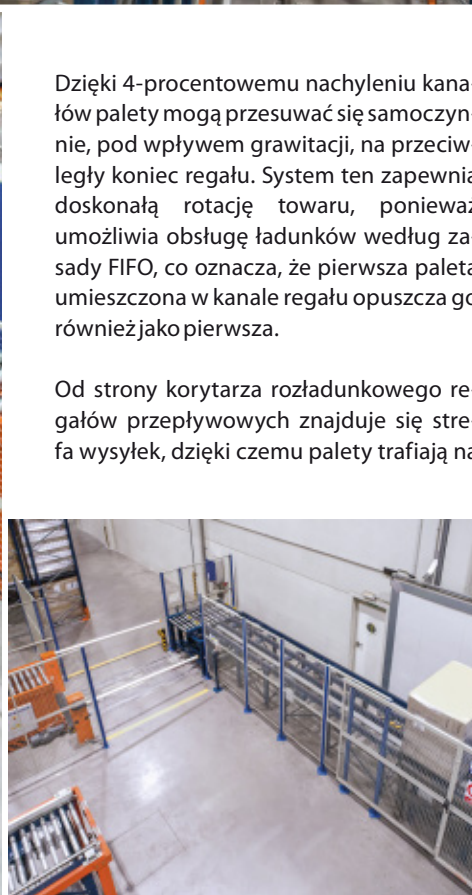 Dzięki 4-procentowemu nachyleniu kana-
łów palety mogą przesuwać się samoczyn-
nie, pod wpływem grawitacji, na przeciw-
legły koniec regału. System ten zapewnia
doskonałą rotację towaru, ponieważ
umożliwia obsługę ładunków według za-
sady FIFO, co oznacza, że pierwsza paleta
umieszczona w kanale regału opuszcza go
również jako pierwsza.
Od strony korytarza rozładunkowego re-
gałów przepływowych znajduje się stre-
fa wysyłek, dzięki czemu palety trafiają na